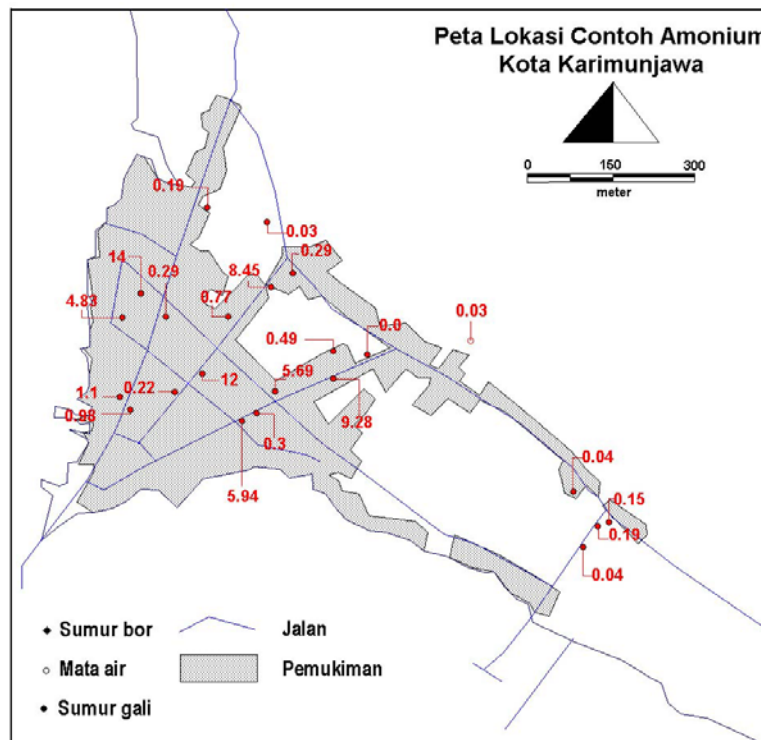 Peta Lokasi Contoh Amonium
Kota Karimunjawa
0 150 300
meter
0.19
0.03
14
0.29
8.45
0.29
4.83
0.77
0.03
0.49
0.0
1.1
0.22
12
5.69
0.98
9.28
0.3
5.94
0.04
0.15
0.19
0.04
Sumur bor
Jalan
Mata air
Pemukiman
Sumur gali